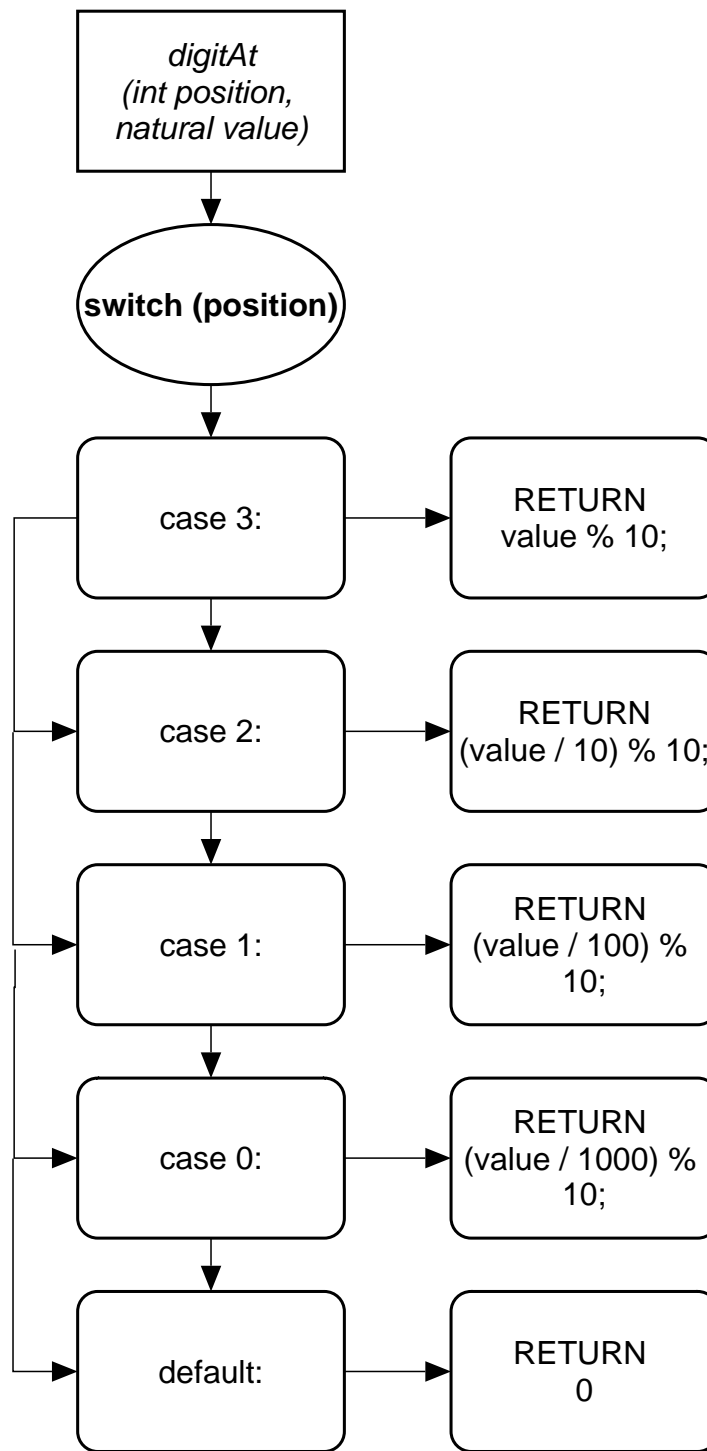 digitAt
(int position,
natural value)
switch (position)
case 3:
RETURN
value % 10;
case 2:
RETURN
(value / 10) % 10;
case 1:
RETURN
(value / 100) %
10;
case 0:
RETURN
(value / 1000) %
10;
default:
RETURN
0